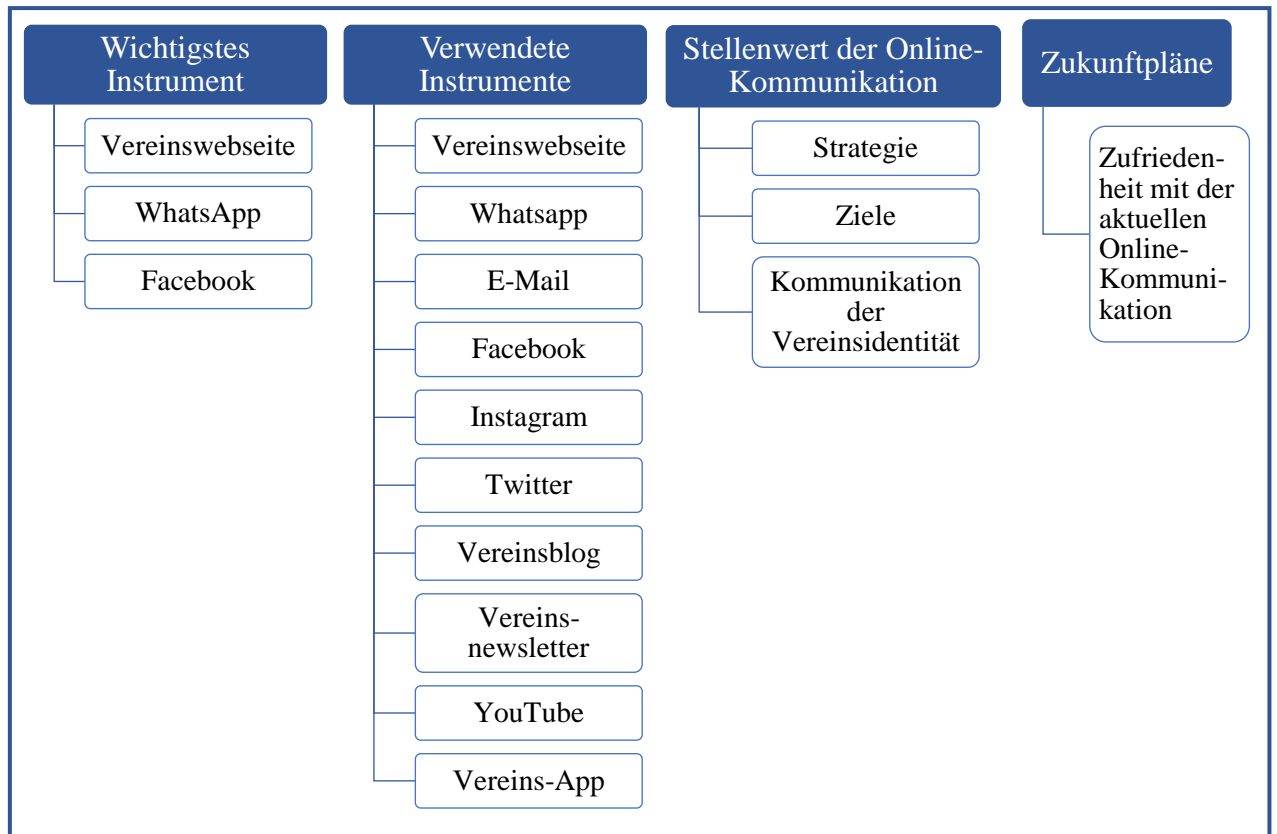 Wichtigstes
Instrument
Vereinswebseite
WhatsApp
Facebook
Verwendete
Instrumente
Vereinswebseite
Whatsapp
E-Mail
Facebook
Instagram
Twitter
Vereinsblog
Vereins-
newsletter
YouTube
Vereins-App
Stellenwert der Online-
Kommunikation
Strategie
Ziele
Kommunikation
der
Vereinsidentität
Zukunftpläne
Zufrieden-
heit mit der
aktuellen
Online-
Kommuni-
kation